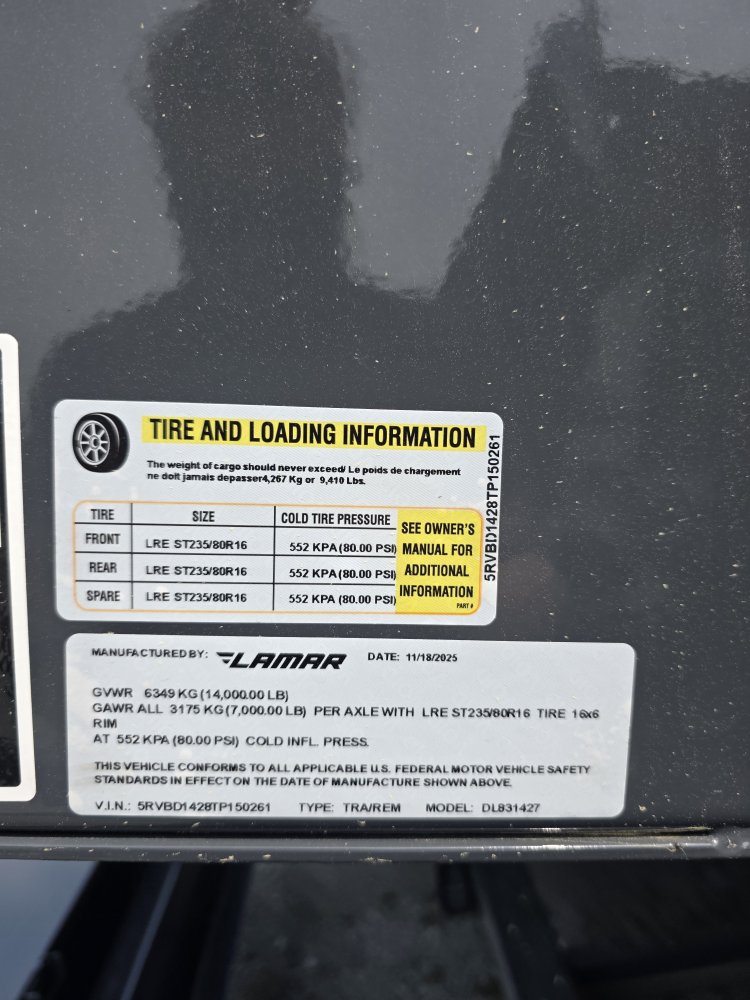 TIRE AND LOADING INFORMATION
The weight of cargo should never exceed/ Le poids de chargement
ne doit jamais depasser4,267 Kg or 9,410 Lbs.
TIRE SIZE COLD TIRE PRESSURE
FRONT LRE ST235/80R16 552 KPA (80.00 PSI)
REAR LRE ST235/80R16 552 KPA (80.00 PSI)
SPARE LRE ST235/80R16 552 KPA (80.00 PSI)
SEE OWNER'S
MANUAL FOR
ADDITIONAL
INFORMATION
PART #
5RVBD1428TP150261
MANUFACTURED BY: LAMAR DATE: 11/18/2025
GVWR 6349 KG (14,000.00 LB)
GAWR ALL 3175 KG (7,000.00 LB) PER AXLE WITH LRE ST235/80R16 TIRE 16x6
RIM
AT 552 KPA (80.00 PSI) COLD INFL. PRESS.
THIS VEHICLE CONFORMS TO ALL APPLICABLE U.S. FEDERAL MOTOR VEHICLE SAFETY
STANDARDS IN EFFECT ON THE DATE OF MANUFACTURE SHOWN ABOVE.
V.I.N.: 5RVBD1428TP150261 TYPE: TRA/REM MODEL: DL831427